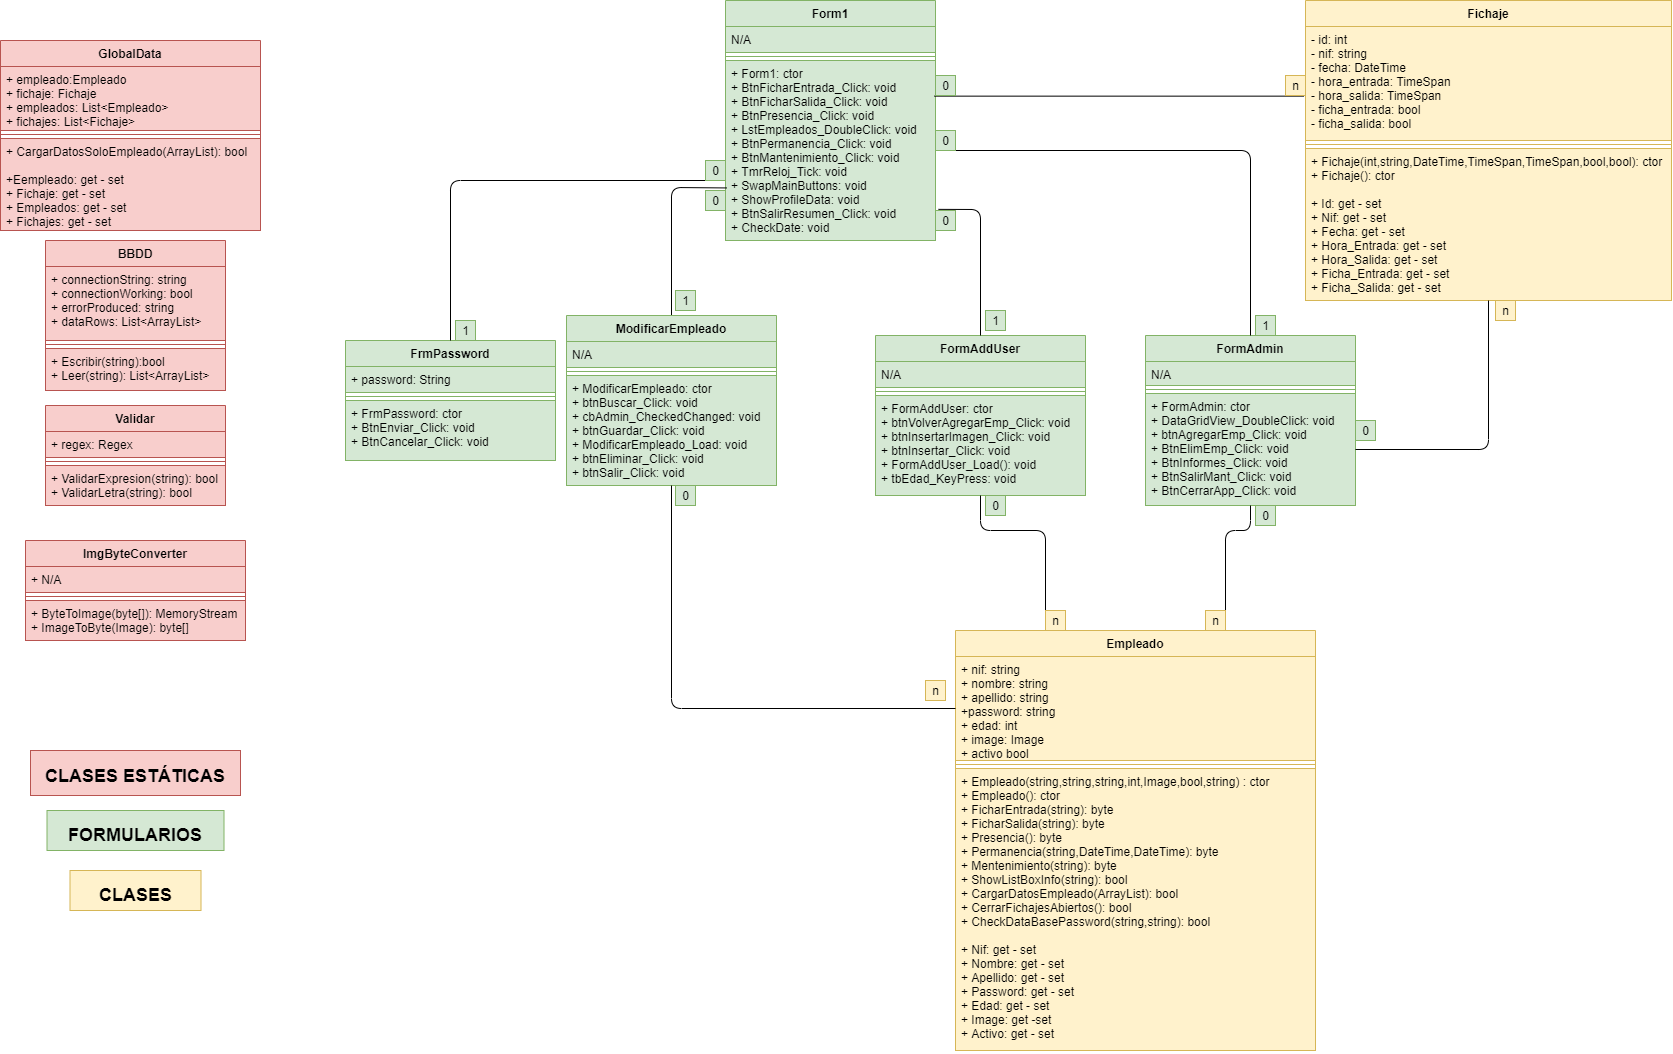 GlobalData
+ empleado:Empleado
+ fichaje: Fichaje
+ empleados: List<Empleado>
+ fichajes: List<Fichaje>
+ CargarDatosSoloEmpleado(ArrayList): bool
+Eempleado: get - set
+ Fichaje: get - set
+ Empleados: get - set
+ Fichajes: get - set
BBDD
+ connectionString: string
+ connectionWorking: bool
+ errorProduced: string
+ dataRows: List<ArrayList>
+ Escribir(string):bool
+ Leer(string): List<ArrayList>
Validar
+ regex: Regex
+ ValidarExpresion(string): bool
+ ValidarLetra(string): bool
ImgByteConverter
+ N/A
+ ByteToImage(byte[]): MemoryStream
+ ImageToByte(Image): byte[]
CLASES ESTÁTICAS
FORMULARIOS
CLASES
Form1
N/A
+ Form1: ctor
+ BtnFicharEntrada_Click: void
+ BtnFicharSalida_Click: void
+ BtnPresencia_Click: void
+ LstEmpleados_DoubleClick: void
+ BtnPermanencia_Click: void
+ BtnMantenimiento_Click: void
+ TmrReloj_Tick: void
+ SwapMainButtons: void
+ ShowProfileData: void
+ BtnSalirResumen_Click: void
+ CheckDate: void
0
0
0
0
0
n
Fichaje
- id: int
- nif: string
- fecha: DateTime
- hora_entrada: TimeSpan
- hora_salida: TimeSpan
- ficha_entrada: bool
- ficha_salida: bool
+ Fichaje(int,string,DateTime,TimeSpan,TimeSpan,bool,bool): ctor
+ Fichaje(): ctor
+ Id: get - set
+ Nif: get - set
+ Fecha: get - set
+ Hora_Entrada: get - set
+ Hora_Salida: get - set
+ Ficha_Entrada: get - set
+ Ficha_Salida: get - set
n
1
FrmPassword
+ password: String
+ FrmPassword: ctor
+ BtnEnviar_Click: void
+ BtnCancelar_Click: void
1
ModificarEmpleado
N/A
+ ModificarEmpleado: ctor
+ btnBuscar_Click: void
+ cbAdmin_CheckedChanged: void
+ btnGuardar_Click: void
+ ModificarEmpleado_Load: void
+ btnEliminar_Click: void
+ btnSalir_Click: void
0
1
FormAddUser
N/A
+ FormAddUser: ctor
+ btnVolverAgregarEmp_Click: void
+ btnInsertarImagen_Click: void
+ btnInsertar_Click: void
+ FormAddUser_Load(): void
+ tbEdad_KeyPress: void
0
1
FormAdmin
N/A
+ FormAdmin: ctor
+ DataGridView_DoubleClick: void
+ btnAgregarEmp_Click: void
+ BtnElimEmp_Click: void
+ BtnInformes_Click: void
+ BtnSalirMant_Click: void
+ BtnCerrarApp_Click: void
0
0
n
n
n
Empleado
+ nif: string
+ nombre: string
+ apellido: string
+password: string
+ edad: int
+ image: Image
+ activo bool
+ Empleado(string,string,string,int,Image,bool,string) : ctor
+ Empleado(): ctor
+ FicharEntrada(string): byte
+ FicharSalida(string): byte
+ Presencia(): byte
+ Permanencia(string,DateTime,DateTime): byte
+ Mentenimiento(string): byte
+ ShowListBoxInfo(string): bool
+ CargarDatosEmpleado(ArrayList): bool
+ CerrarFichajesAbiertos(): bool
+ CheckDataBasePassword(string,string): bool
+ Nif: get - set
+ Nombre: get - set
+ Apellido: get - set
+ Password: get - set
+ Edad: get - set
+ Image: get -set
+ Activo: get - set